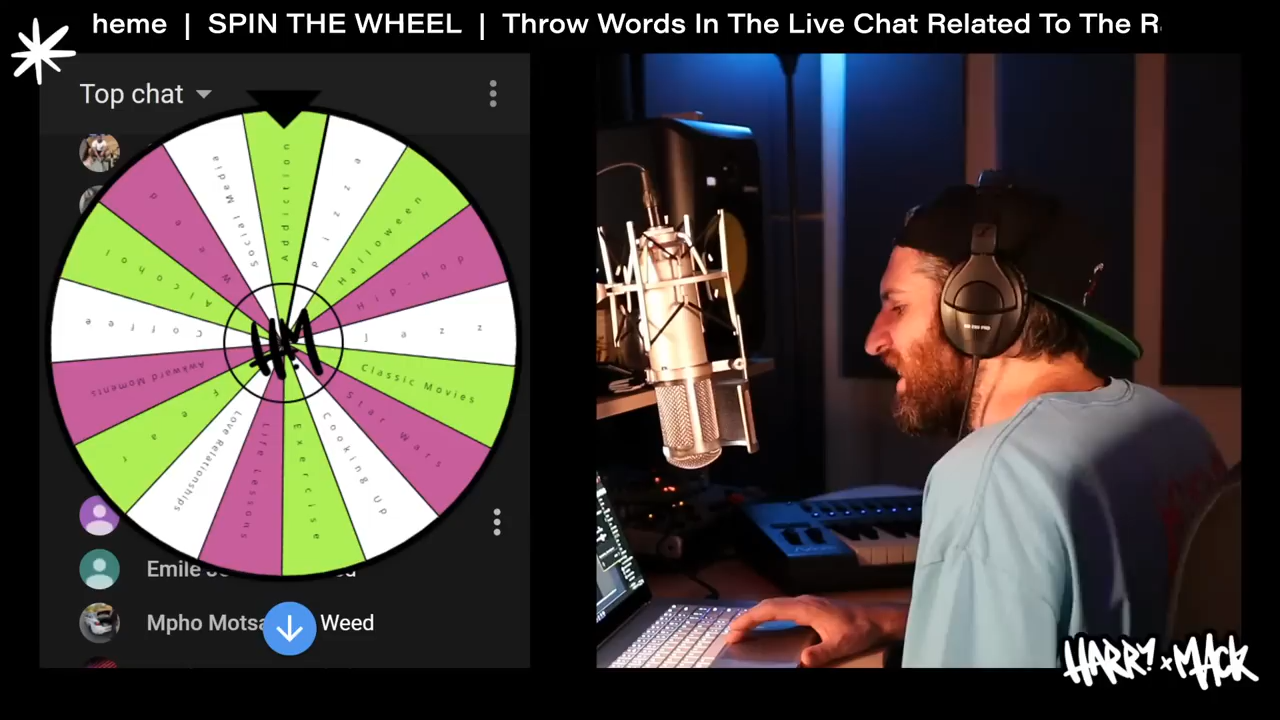 heme | SPIN THE WHEEL | Throw Words In The Live Chat Related To The R
Top chat
Addiction
Halloween
Hip-Hop
Jazz
Classic Movies
Star Wars
Cooking Up
Exercise
Life Lessons
Love Relationships
Fear
Awkward Moments
Coffee
Alcohol
Weed
Social Media
H.M
Emile
Mpho Motsa
Weed
HARRY MACK